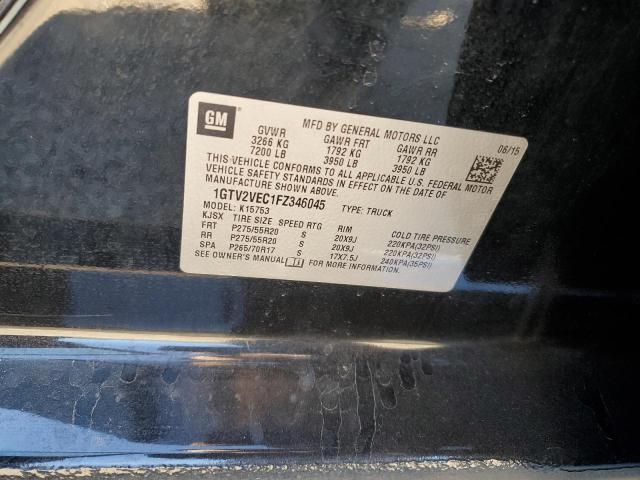 GM
MFD BY GENERAL MOTORS LLC 06/15
GVWR GAWR FRT GAWR RR
3266 KG 1792 KG 1792 KG
7200 LB 3950 LB 3950 LB
THIS VEHICLE CONFORMS TO ALL APPLICABLE U.S. FEDERAL MOTOR
VEHICLE SAFETY STANDARDS IN EFFECT ON THE DATE OF
MANUFACTURE SHOWN ABOVE.
1GTV2VEC1FZ346045 TYPE: TRUCK
MODEL: K15753
KJSX TIRE SIZE SPEED RTG RIM COLD TIRE PRESSURE
FRT P275/55R20 S 20X9J 220KPA(32PSI)
RR P275/55R20 S 20X9J 220KPA(32PSI)
SPA P265/70R17 S 17X7.5J 240KPA(35PSI)
SEE OWNER'S MANUAL FOR MORE INFORMATION.